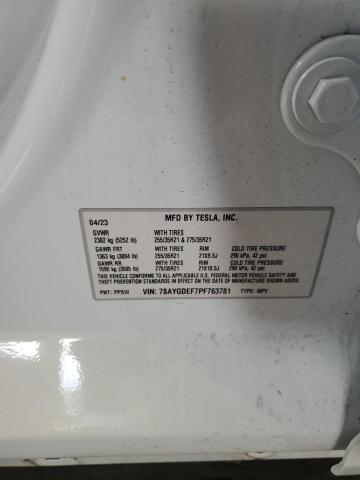 MFD BY TESLA, INC.
04/23
GVWR WITH TIRES
2382 kg (5252 lb) 255/35R21 & 275/35R21
GAWR FRT WITH TIRES RIM COLD TIRE PRESSURE
1363 kg (3004 lb) 255/35R21 21X9.5J 290 kPa, 42 psi
GAWR RR WITH TIRES RIM COLD TIRE PRESSURE
1590 kg (3505 lb) 275/35R21 21X10.5J 290 kPa, 42 psi
THIS VEHICLE CONFORMS TO ALL APPLICABLE U.S. FEDERAL MOTOR VEHICLE SAFETY
STANDARDS IN EFFECT ON THE DATE OF MANUFACTURE SHOWN ABOVE.
PNT: PPSW VIN: 7SAYGDEF7PF763781 TYPE: MPV